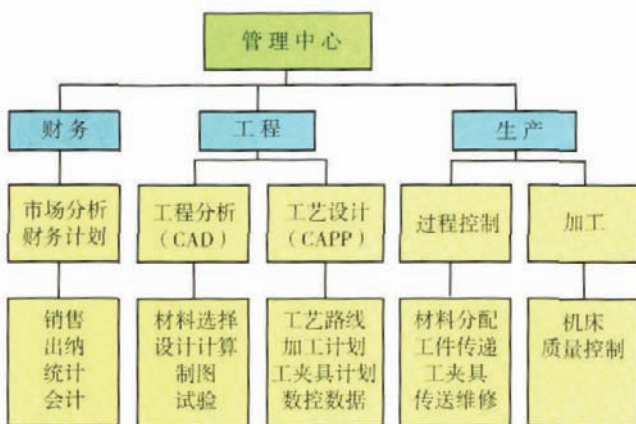 管理中心
财务
工程
生产
市场分析
财务计划
工程分析
（CAD）
工艺设计
（CAPP）
过程控制
加工
销售
出纳
统计
会计
材料选择
设计计算
制图
试验
工艺路线
加工计划
工夹具计划
数控数据
材料分配
工件传递
工夹具
传送维修
机床
质量控制